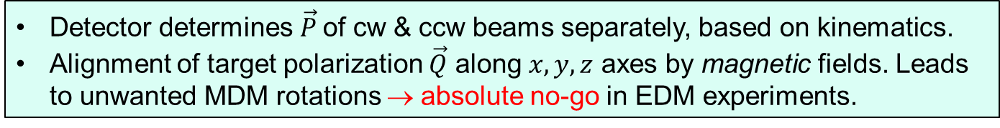 • Detector determines \(\vec{P}\) of cw & ccw beams separately, based on kinematics.
• Alignment of target polarization \(\vec{Q}\) along \(x, y, z\) axes by magnetic fields. Leads
to unwanted MDM rotations → absolute no-go in EDM experiments.